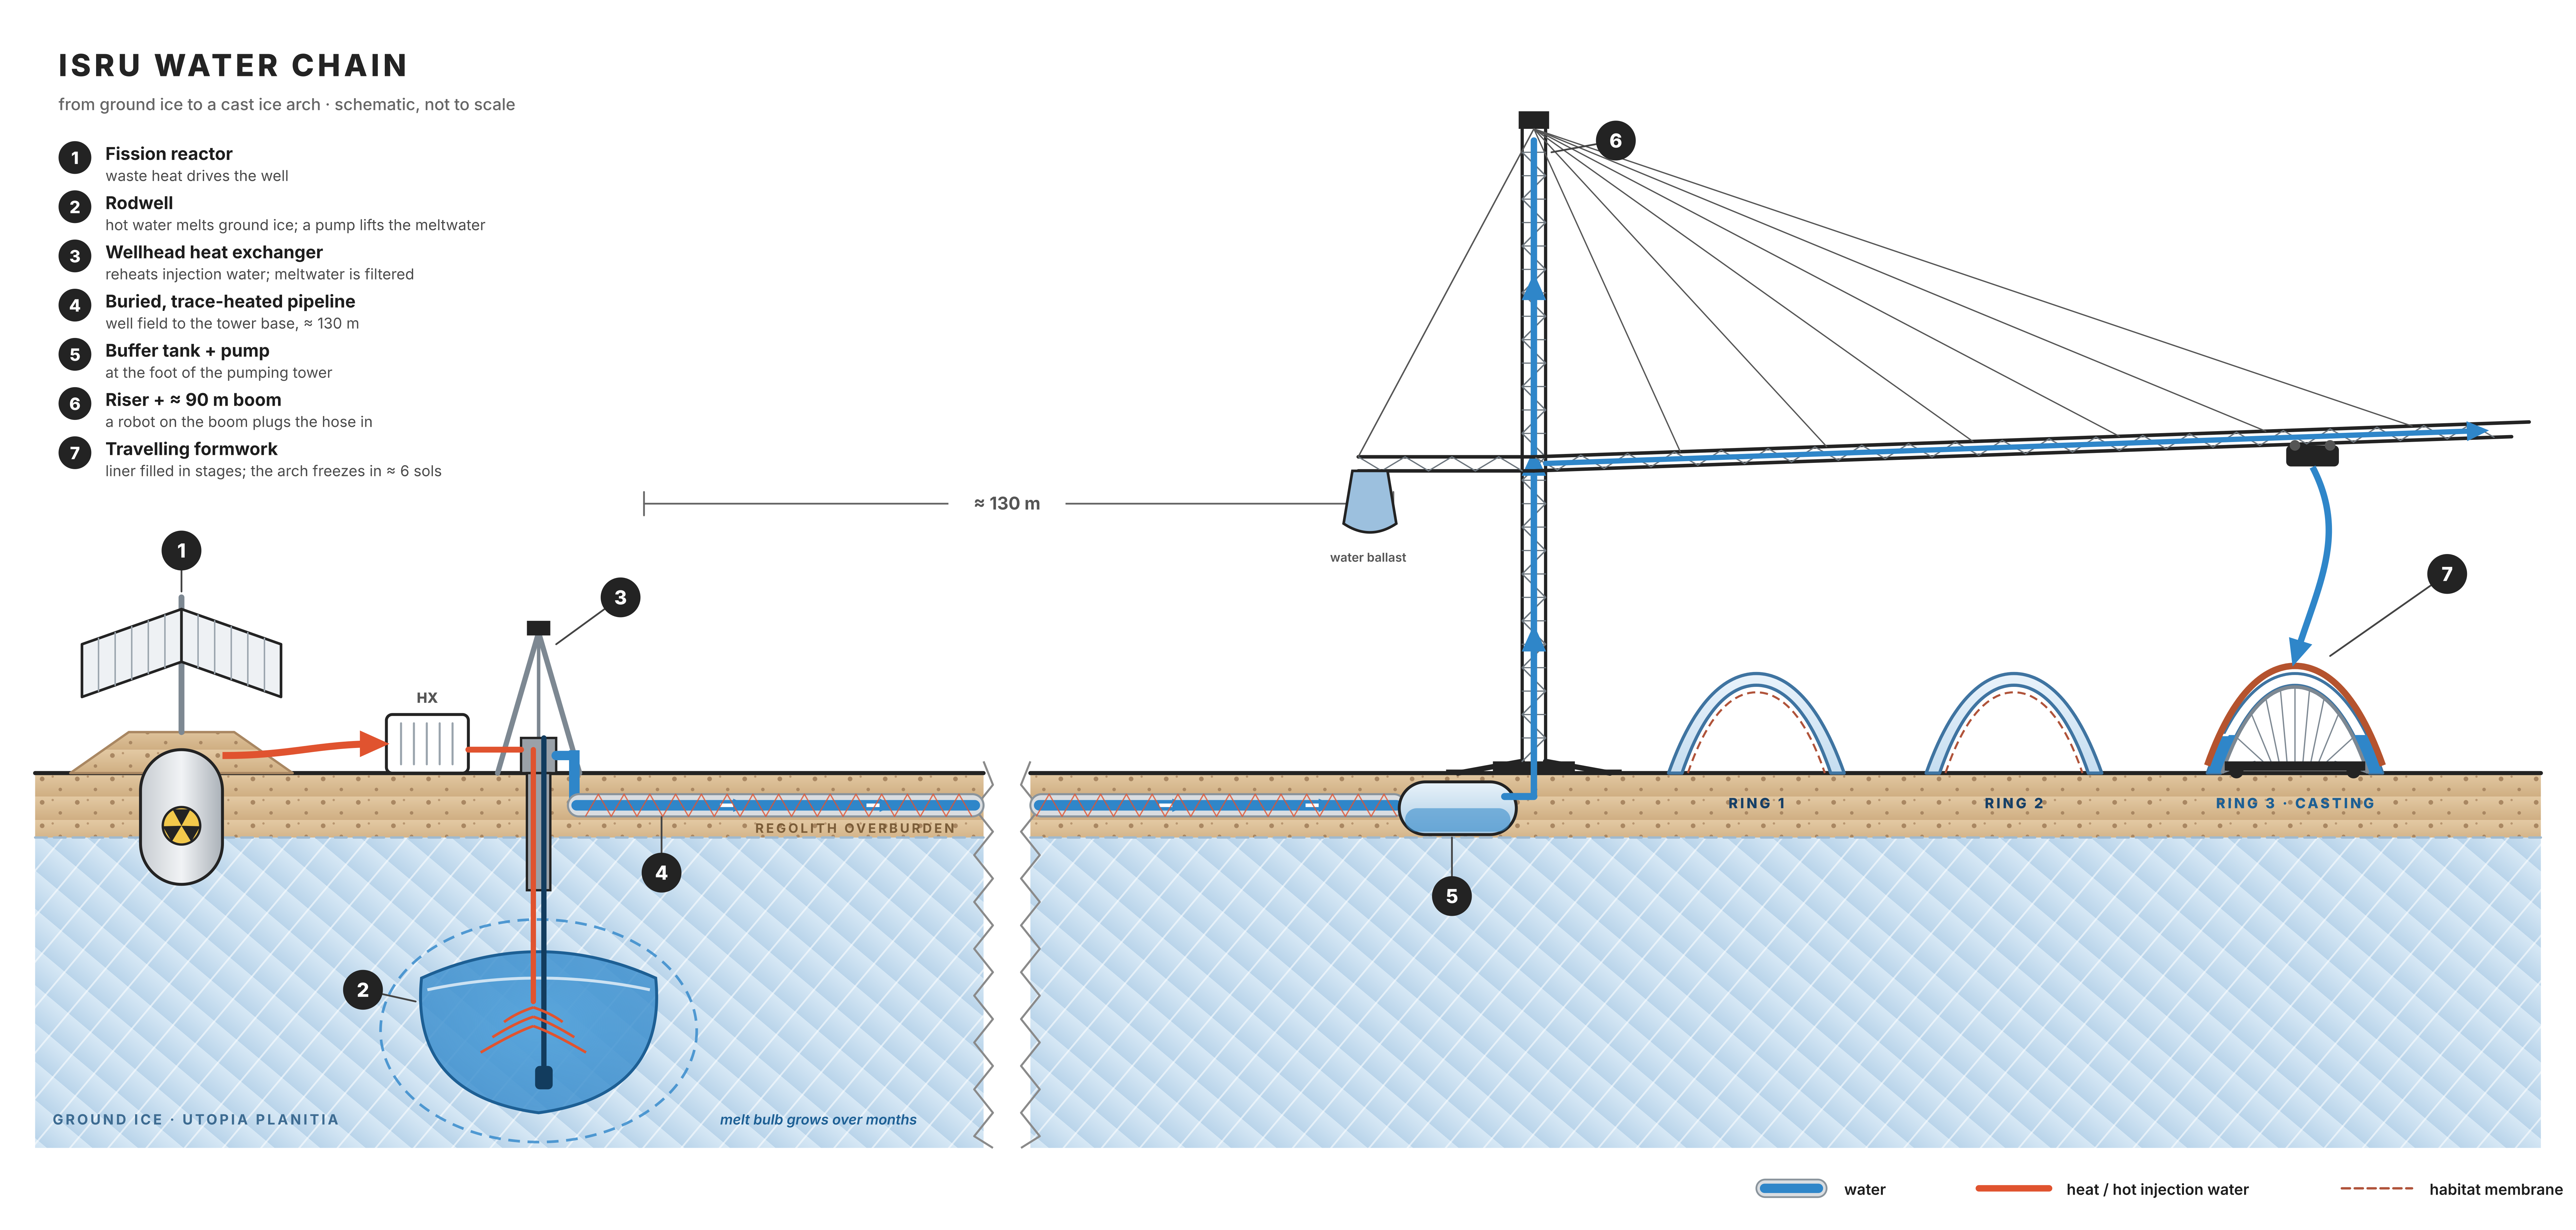 ISRU WATER CHAIN
from ground ice to a cast ice arch · schematic, not to scale
1 Fission reactor
waste heat drives the well
2 Rodwell
hot water melts ground ice; a pump lifts the meltwater
3 Wellhead heat exchanger
reheats injection water; meltwater is filtered
4 Buried, trace-heated pipeline
well field to the tower base, ≈ 130 m
5 Buffer tank + pump
at the foot of the pumping tower
6 Riser + ≈ 90 m boom
a robot on the boom plugs the hose in
7 Travelling formwork
liner filled in stages; the arch freezes in ≈ 6 sols
6
≈ 130 m
water ballast
1
3
7
HX
RING 1
RING 2
RING 3 · CASTING
REGOLITH OVERBURDEN
4
5
2
GROUND ICE · UTOPIA PLANITIA
melt bulb grows over months
water
heat / hot injection water
habitat membrane